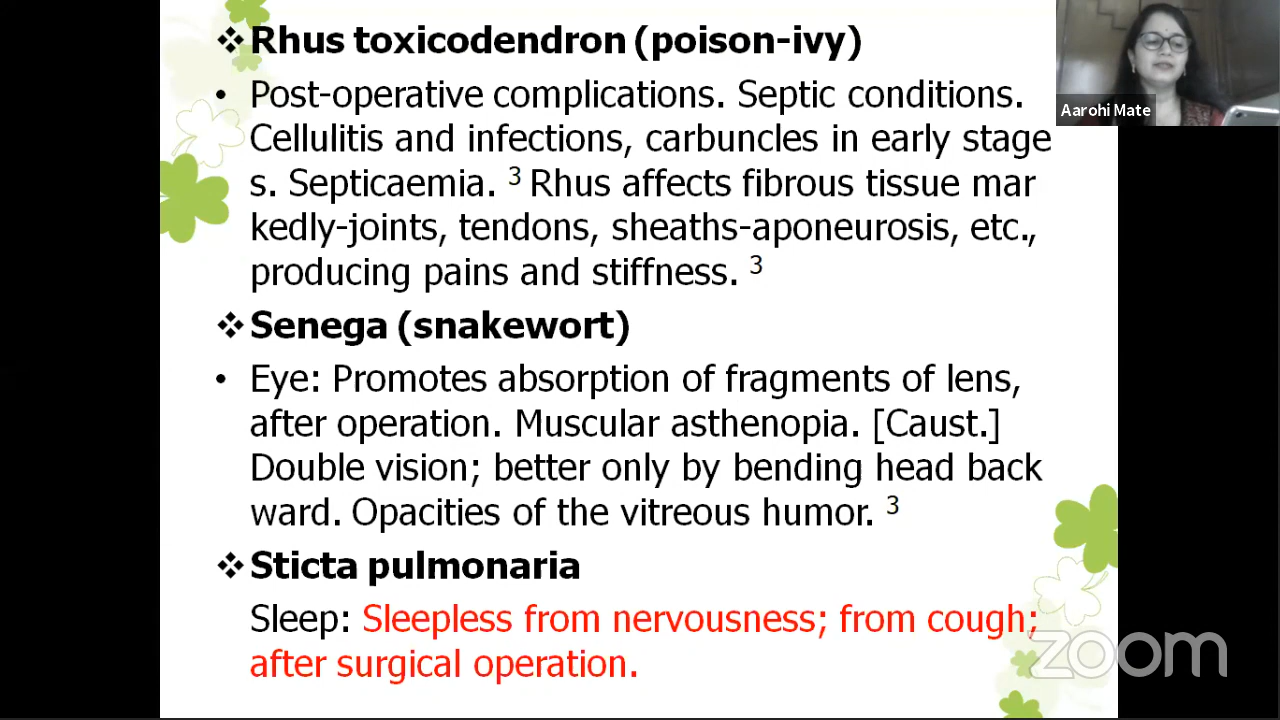 ❖Rhus toxicodendron (poison-ivy)
• Post-operative complications. Septic conditions.
Cellulitis and infections, carbuncles in early stage
s. Septicaemia. 3 Rhus affects fibrous tissue mar
kedly-joints, tendons, sheaths-aponeurosis, etc.,
producing pains and stiffness. 3
❖Senega (snakewort)
• Eye: Promotes absorption of fragments of lens,
after operation. Muscular asthenopia. [Caust.]
Double vision; better only by bending head back
ward. Opacities of the vitreous humor. 3
❖Sticta pulmonaria
Sleep: Sleepless from nervousness; from cough;
after surgical operation.
Aarohi Mate
zoom